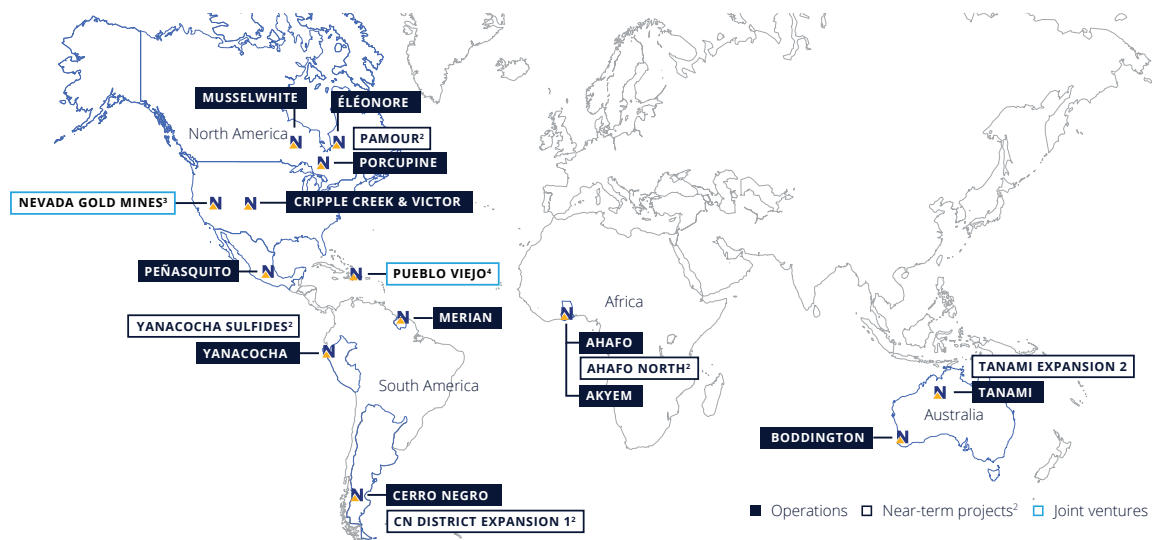 MUSSELWHITE
ÉLÉONORE
North America
PAMOUR²
PORCUPINE
NEVADA GOLD MINES³
CRIPPLE CREEK & VICTOR
PEÑASQUITO
PUEBLO VIEJO⁴
MERIAN
YANACOCHA SULFIDES²
YANACOCHA
South America
Africa
AHAFO
AHAFO NORTH²
AKYEM
TANAMI EXPANSION 2
TANAMI
Australia
BODDINGTON
CERRO NEGRO
CN DISTRICT EXPANSION 1²
Operations Near-term projects² Joint ventures